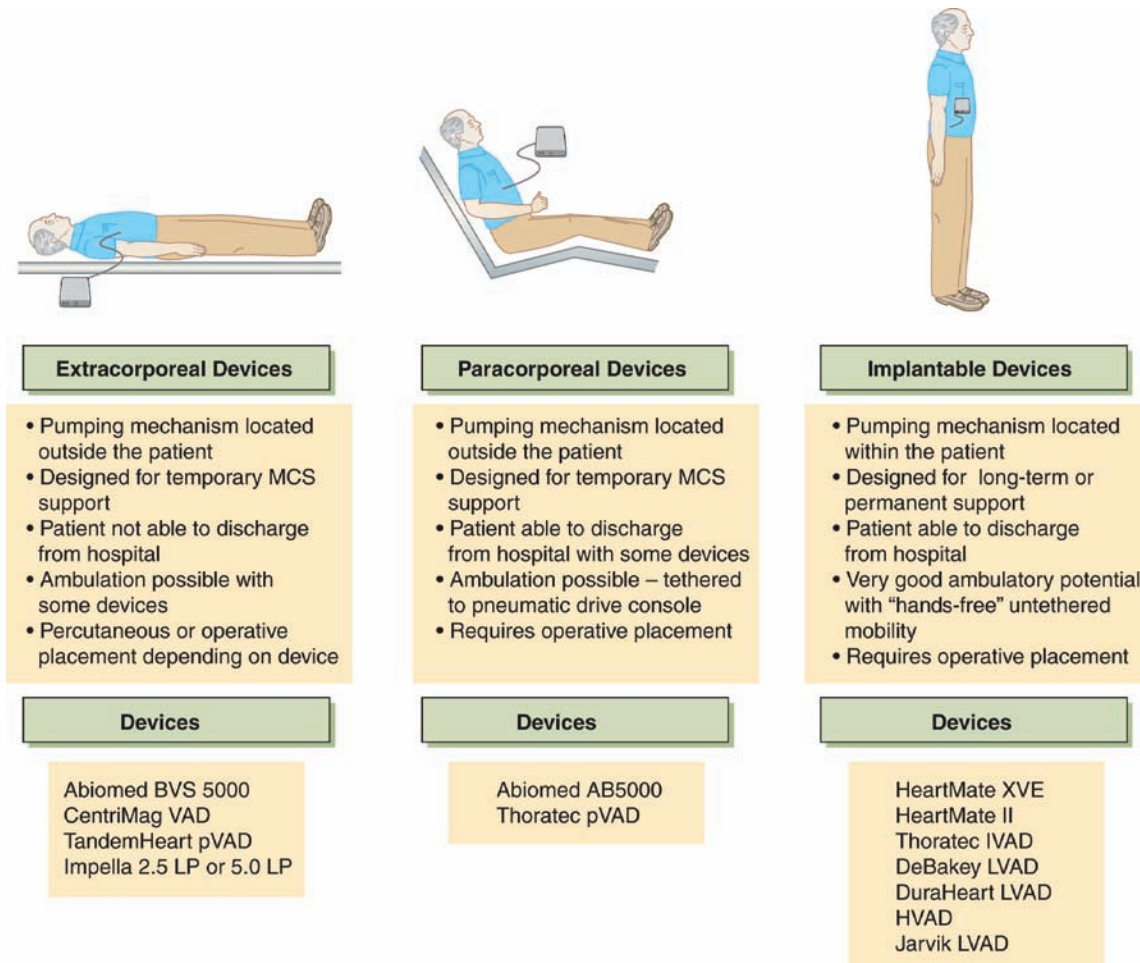 Extracorporeal Devices
• Pumping mechanism located
outside the patient
• Designed for temporary MCS
support
• Patient not able to discharge
from hospital
• Ambulation possible with
some devices
• Percutaneous or operative
placement depending on device
Devices
Abiomed BVS 5000
CentriMag VAD
TandemHeart pVAD
Impella 2.5 LP or 5.0 LP
Paracorporeal Devices
• Pumping mechanism located
outside the patient
• Designed for temporary MCS
support
• Patient able to discharge
from hospital with some devices
• Ambulation possible – tethered
to pneumatic drive console
• Requires operative placement
Devices
Abiomed AB5000
Thoratec pVAD
Implantable Devices
• Pumping mechanism located
within the patient
• Designed for long-term or
permanent support
• Patient able to discharge
from hospital
• Very good ambulatory potential
with “hands-free” untethered
mobility
• Requires operative placement
Devices
HeartMate XVE
HeartMate II
Thoratec IVAD
DeBakey LVAD
DuraHeart LVAD
HVAD
Jarvik LVAD